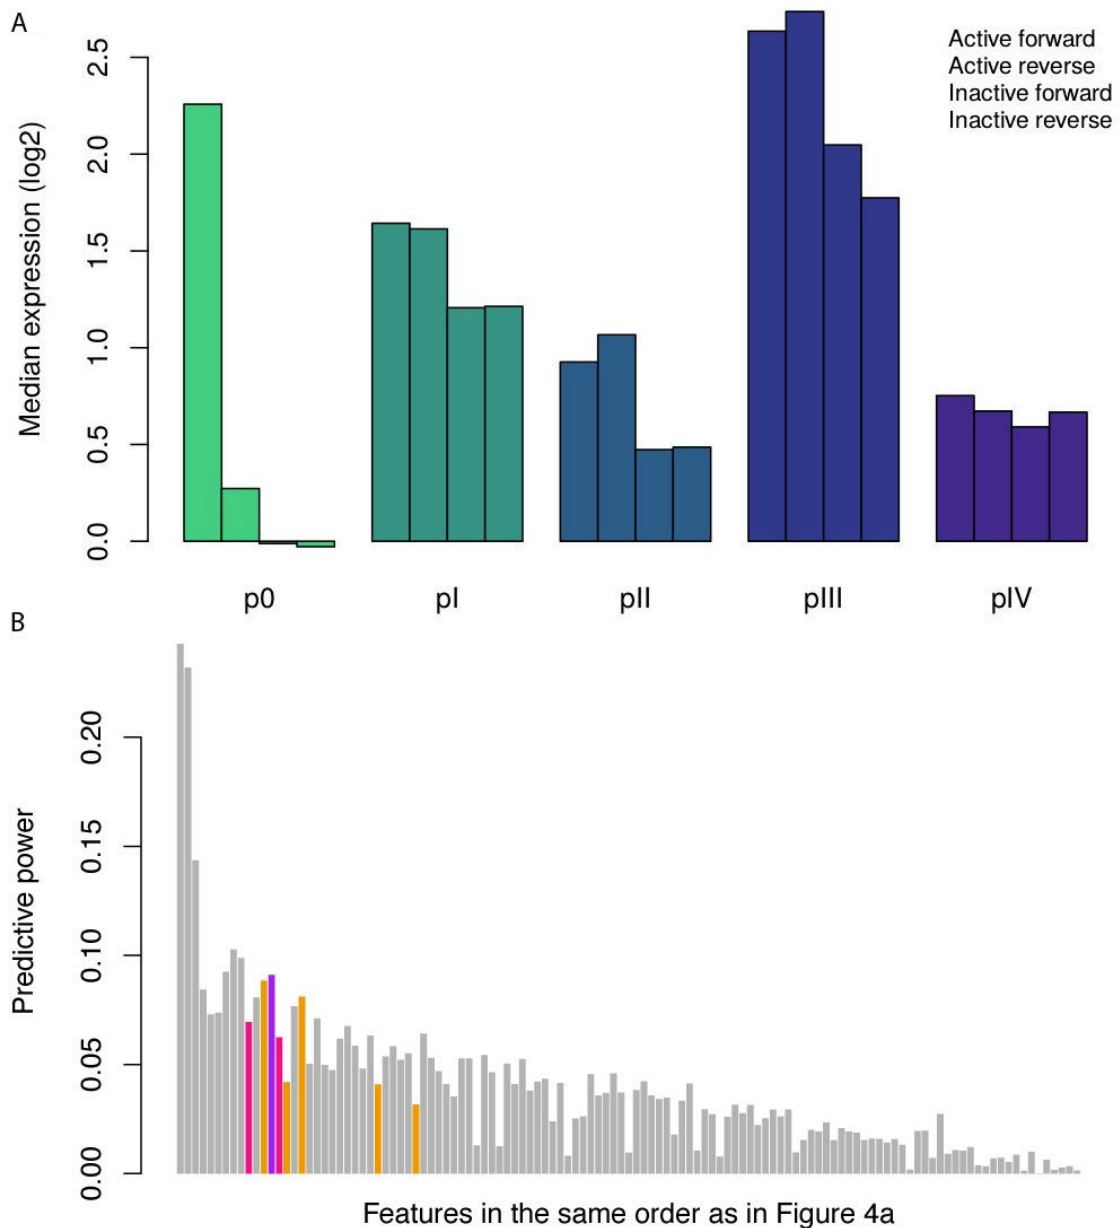 A
Median expression (log2)
2.5
2.0
1.5
1.0
0.5
0.0
Active forward
Active reverse
Inactive forward
Inactive reverse
p0 pI pII pIII pIV
B
Predictive power
0.20
0.15
0.10
0.05
0.00
Features in the same order as in Figure 4a